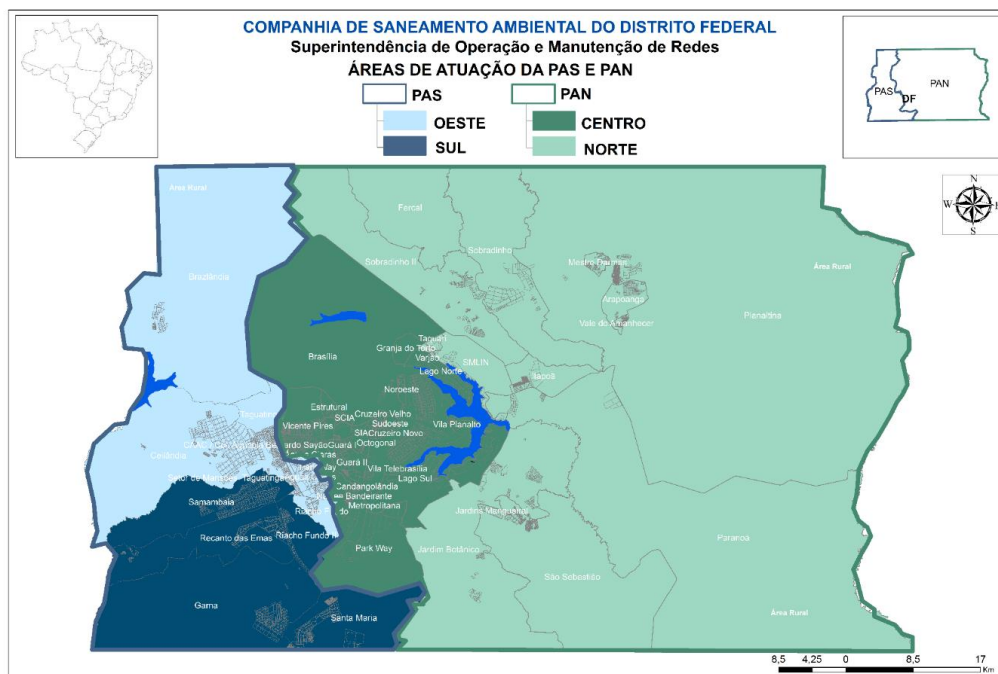 COMPANHIA DE SANEAMENTO AMBIENTAL DO DISTRITO FEDERAL
Superintendência de Operação e Manutenção de Redes
ÁREAS DE ATUAÇÃO DA PAS E PAN
PAS
PAN
OESTE
CENTRO
SUL
NORTE
PAS
DF
PAN
N
W
E
S
Área Rural
Fercal
Sobradinho
Sobradinho II
Mestre Darmas
Área Rural
Brazlândia
Arapoanga
Planaltina
Vale do Amanhecer
Taquari
Granja do Torto
Brasília
Varjão
SMLN
Lago Norte
Itapoã
Noroeste
Estrutural
Cruzeiro Velho
SCIA
Sudoeste
Vicente Pires
Vila Planalto
SIA
Cruzeiro Novo
Octogonal
Ceilândia
Guará II
Vila Telebrasília
Lago Sul
Candangolândia
Samambaia
Bandeirante
Metropolitana
Jardins Mangueiral
Recanto das Emas
Riacho Fundo II
Park Way
Jardim Botânico
Paranoa
São Sebastião
Gama
Santa Maria
Área Rural
8,5 4,25 0 8,5 17
Km